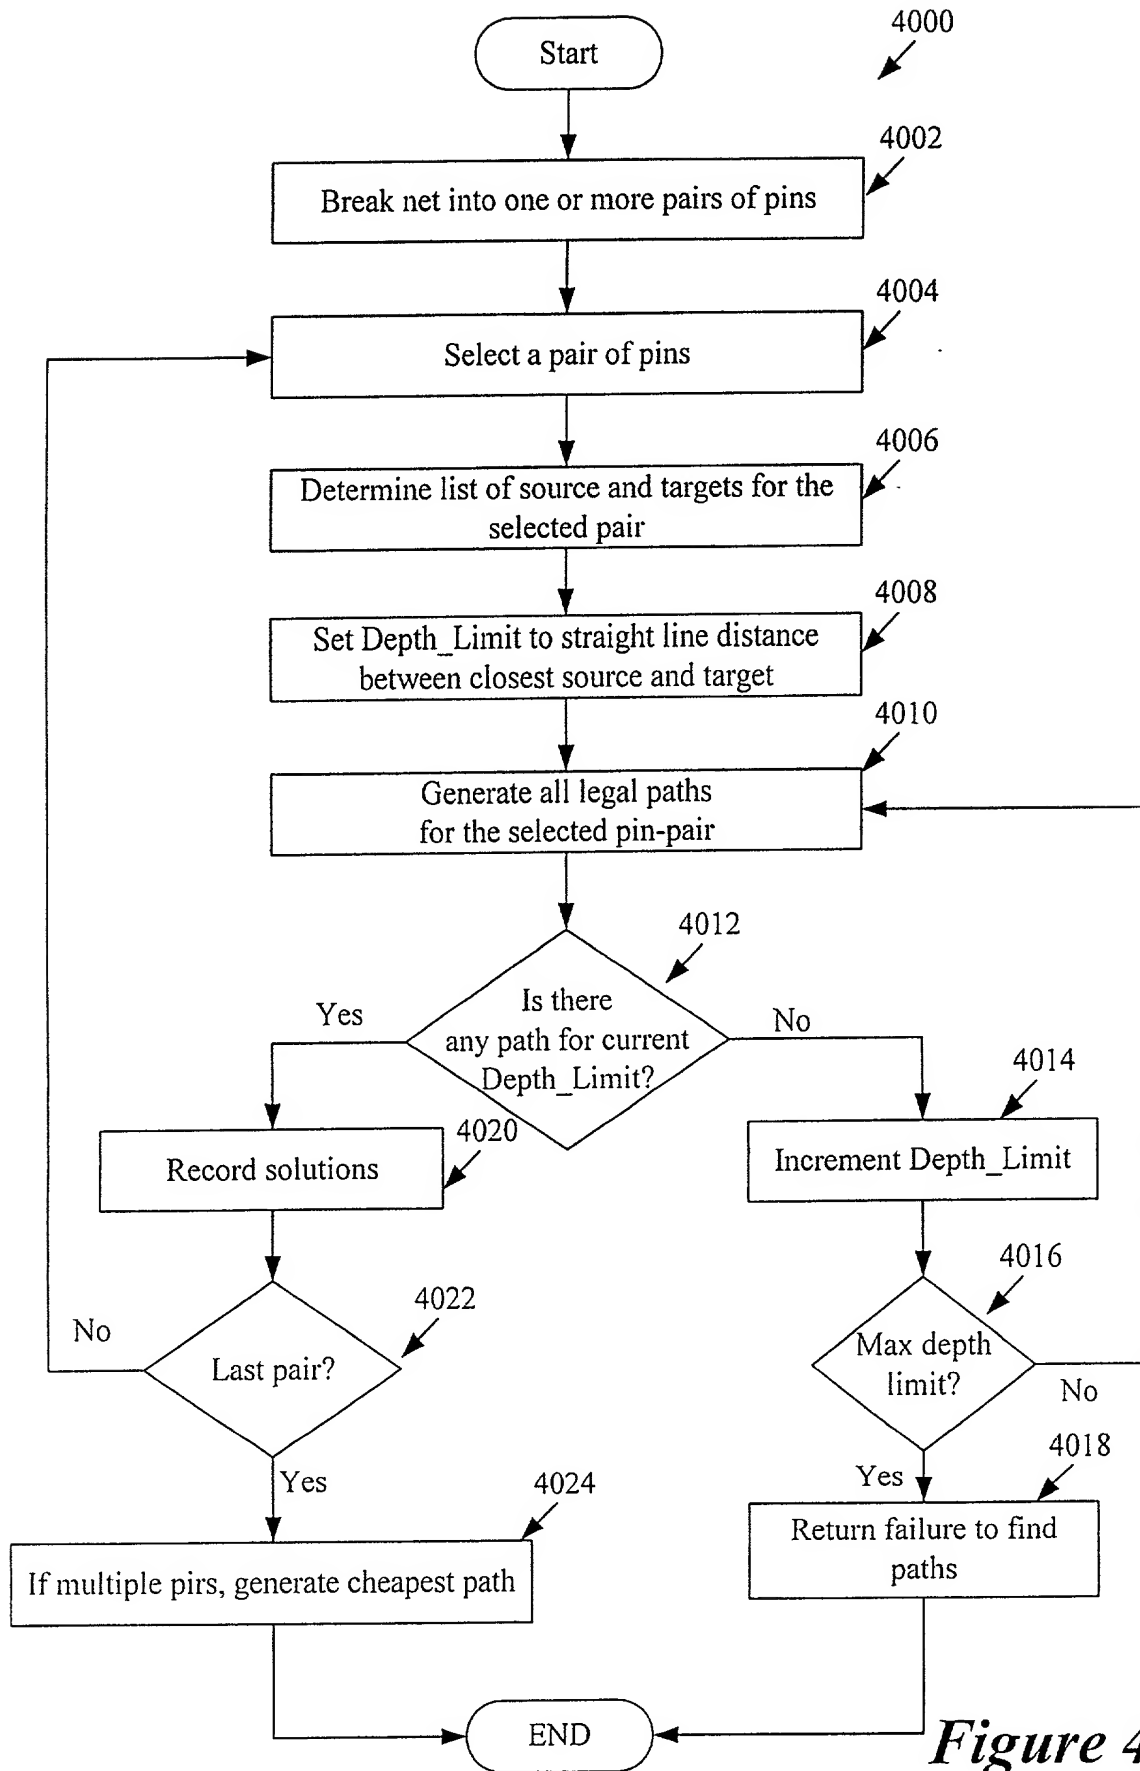 4000
Start
4002
Break net into one or more pairs of pins
4004
Select a pair of pins
4006
Determine list of source and targets for the
selected pair
4008
Set Depth_Limit to straight line distance
between closest source and target
4010
Generate all legal paths
for the selected pin-pair
4012
Is there
any path for current
Depth_Limit?
Yes
No
4014
Increment Depth_Limit
4020
Record solutions
4016
Max depth
limit?
No
4022
Last pair?
No
Yes
Yes
4018
Return failure to find
paths
4024
If multiple pirs, generate cheapest path
END
Figure 4